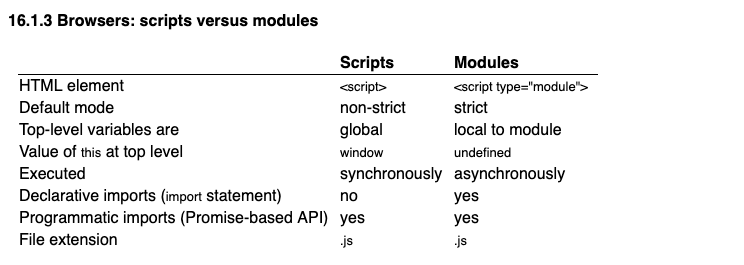 16.1.3 Browsers: scripts versus modules
Scripts Modules
HTML element <script> <script type="module">
Default mode non-strict strict
Top-level variables are global local to module
Value of this at top level window undefined
Executed synchronously asynchronously
Declarative imports (import statement) no yes
Programmatic imports (Promise-based API) yes yes
File extension .js .js